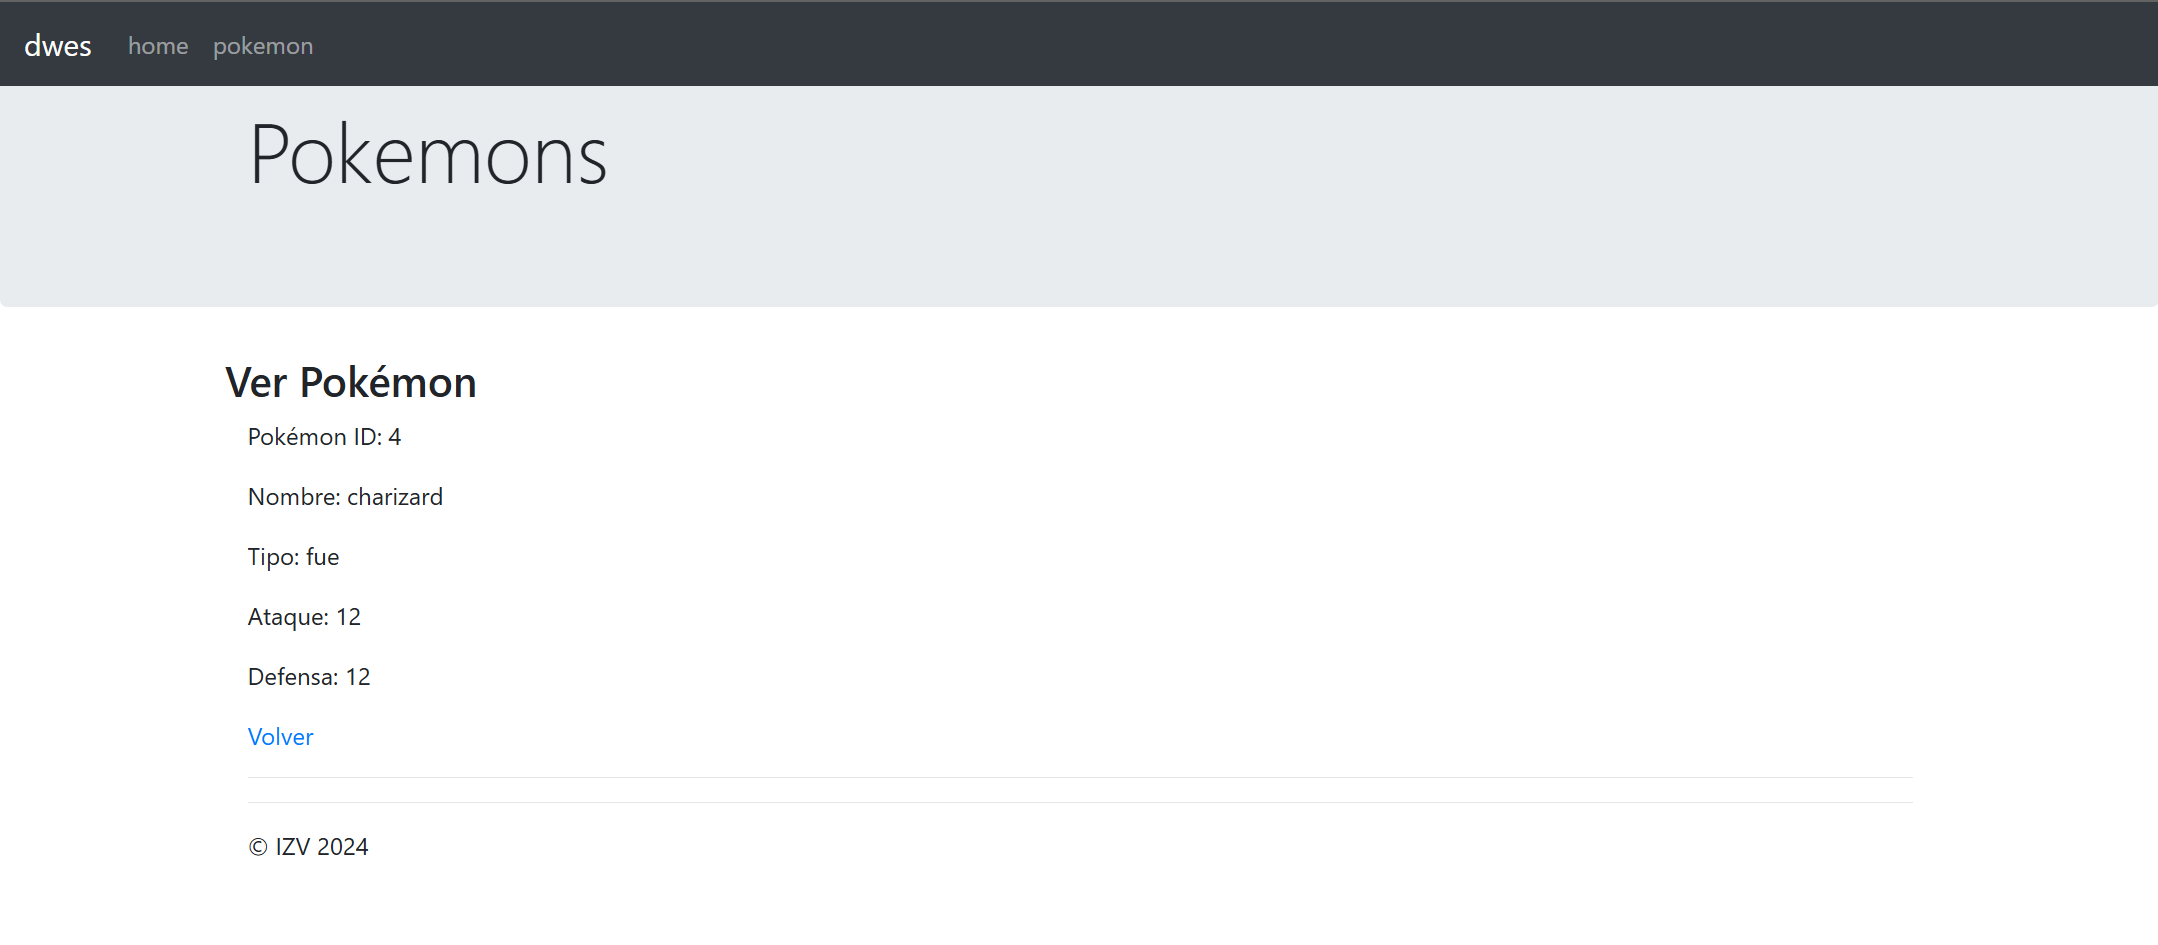 dwes home pokemon
Pokemons
Ver Pokémon
Pokémon ID: 4
Nombre: charizard
Tipo: fue
Ataque: 12
Defensa: 12
Volver
© IZV 2024